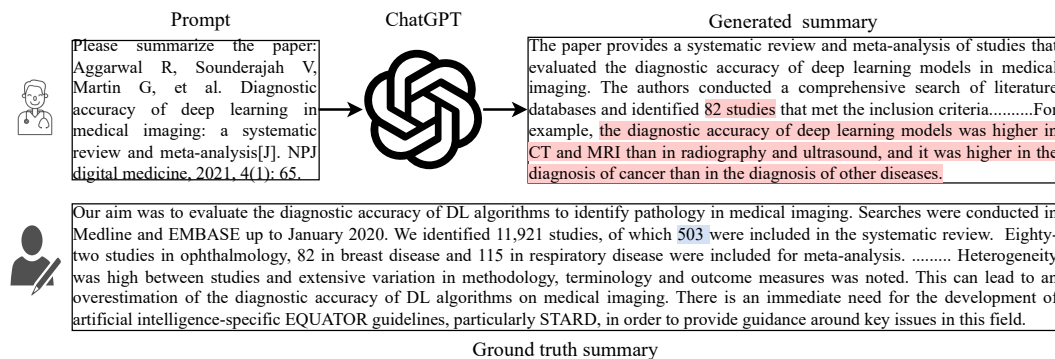 Prompt
ChatGPT
Generated summary
Please summarize the paper:
Aggarwal R, Sounderajah V,
Martin G, et al. Diagnostic
accuracy of deep learning in
medical imaging: a systematic
review and meta-analysis[J]. NPJ
digital medicine, 2021, 4(1): 65.
The paper provides a systematic review and meta-analysis of studies that
evaluated the diagnostic accuracy of deep learning models in medical
imaging. The authors conducted a comprehensive search of literature
databases and identified 82 studies that met the inclusion criteria..........For
example, the diagnostic accuracy of deep learning models was higher in
CT and MRI than in radiography and ultrasound, and it was higher in the
diagnosis of cancer than in the diagnosis of other diseases.
Our aim was to evaluate the diagnostic accuracy of DL algorithms to identify pathology in medical imaging. Searches were conducted in
Medline and EMBASE up to January 2020. We identified 11,921 studies, of which 503 were included in the systematic review. Eighty-
two studies in ophthalmology, 82 in breast disease and 115 in respiratory disease were included for meta-analysis. ......... Heterogeneity
was high between studies and extensive variation in methodology, terminology and outcome measures was noted. This can lead to an
overestimation of the diagnostic accuracy of DL algorithms on medical imaging. There is an immediate need for the development of
artificial intelligence-specific EQUATOR guidelines, particularly STARD, in order to provide guidance around key issues in this field.
Ground truth summary